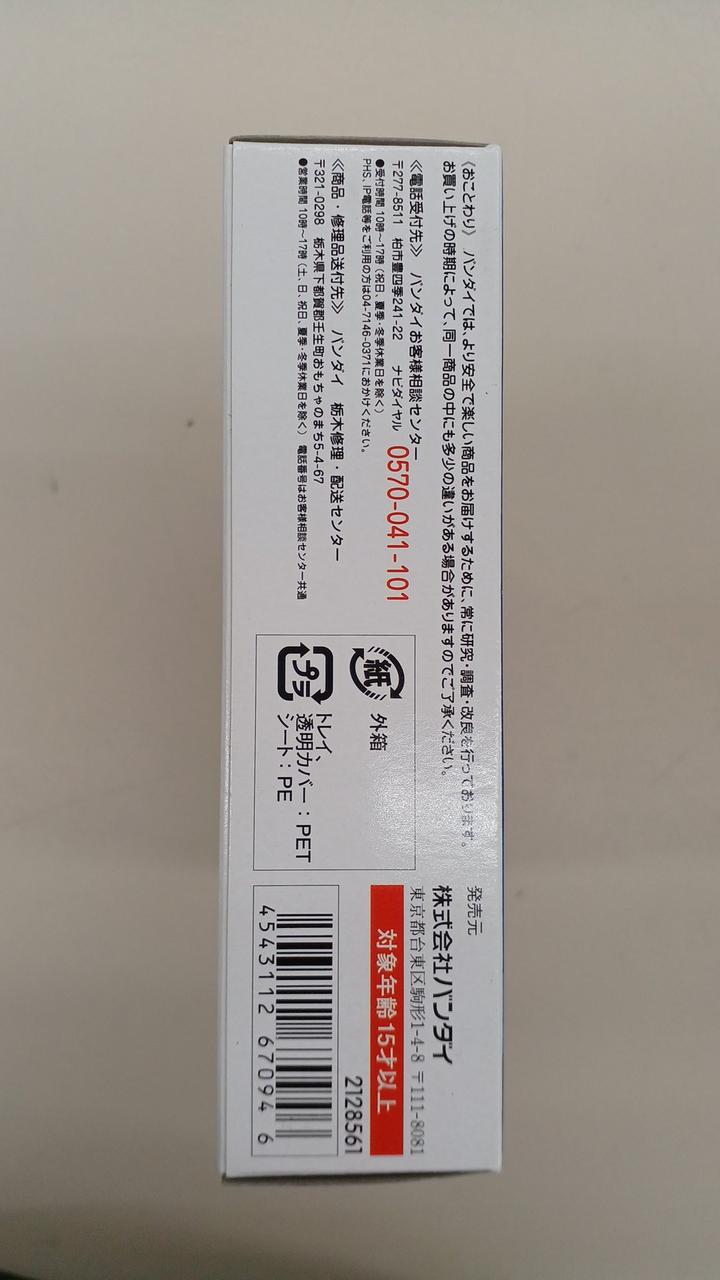 《おことわり》 バンダイでは、より安全で楽しい商品をお届けするために、常に研究・調査・改良を行っております。
お買い上げの時期によって、同一商品の中にも多少の違いがある場合がありますのでご了承ください。
≪電話受付先≫ バンダイお客様相談センター
〒277-8511 柏市豊四季241-22 ナビダイヤル 0570-041-101
●受付時間 10時〜17時(祝日、夏季・冬季休業日を除く)
PHS、IP電話等をご利用の方は04-7146-0371におかけください。
≪商品・修理品送付先≫ バンダイ 栃木修理・配送センター
〒321-0298 栃木県下都賀郡壬生町おもちゃのまち5-4-67
●営業時間 10時〜17時(土、日、祝日、夏季・冬季休業日を除く) 電話番号はお客様相談センター共通
紙 外箱
プラ トレイ、
透明カバー:PET
シート:PE
発売元
株式会社バンダイ
東京都台東区駒形1-4-8 〒111-8081
対象年齢15才以上
2128561
4543112 670946